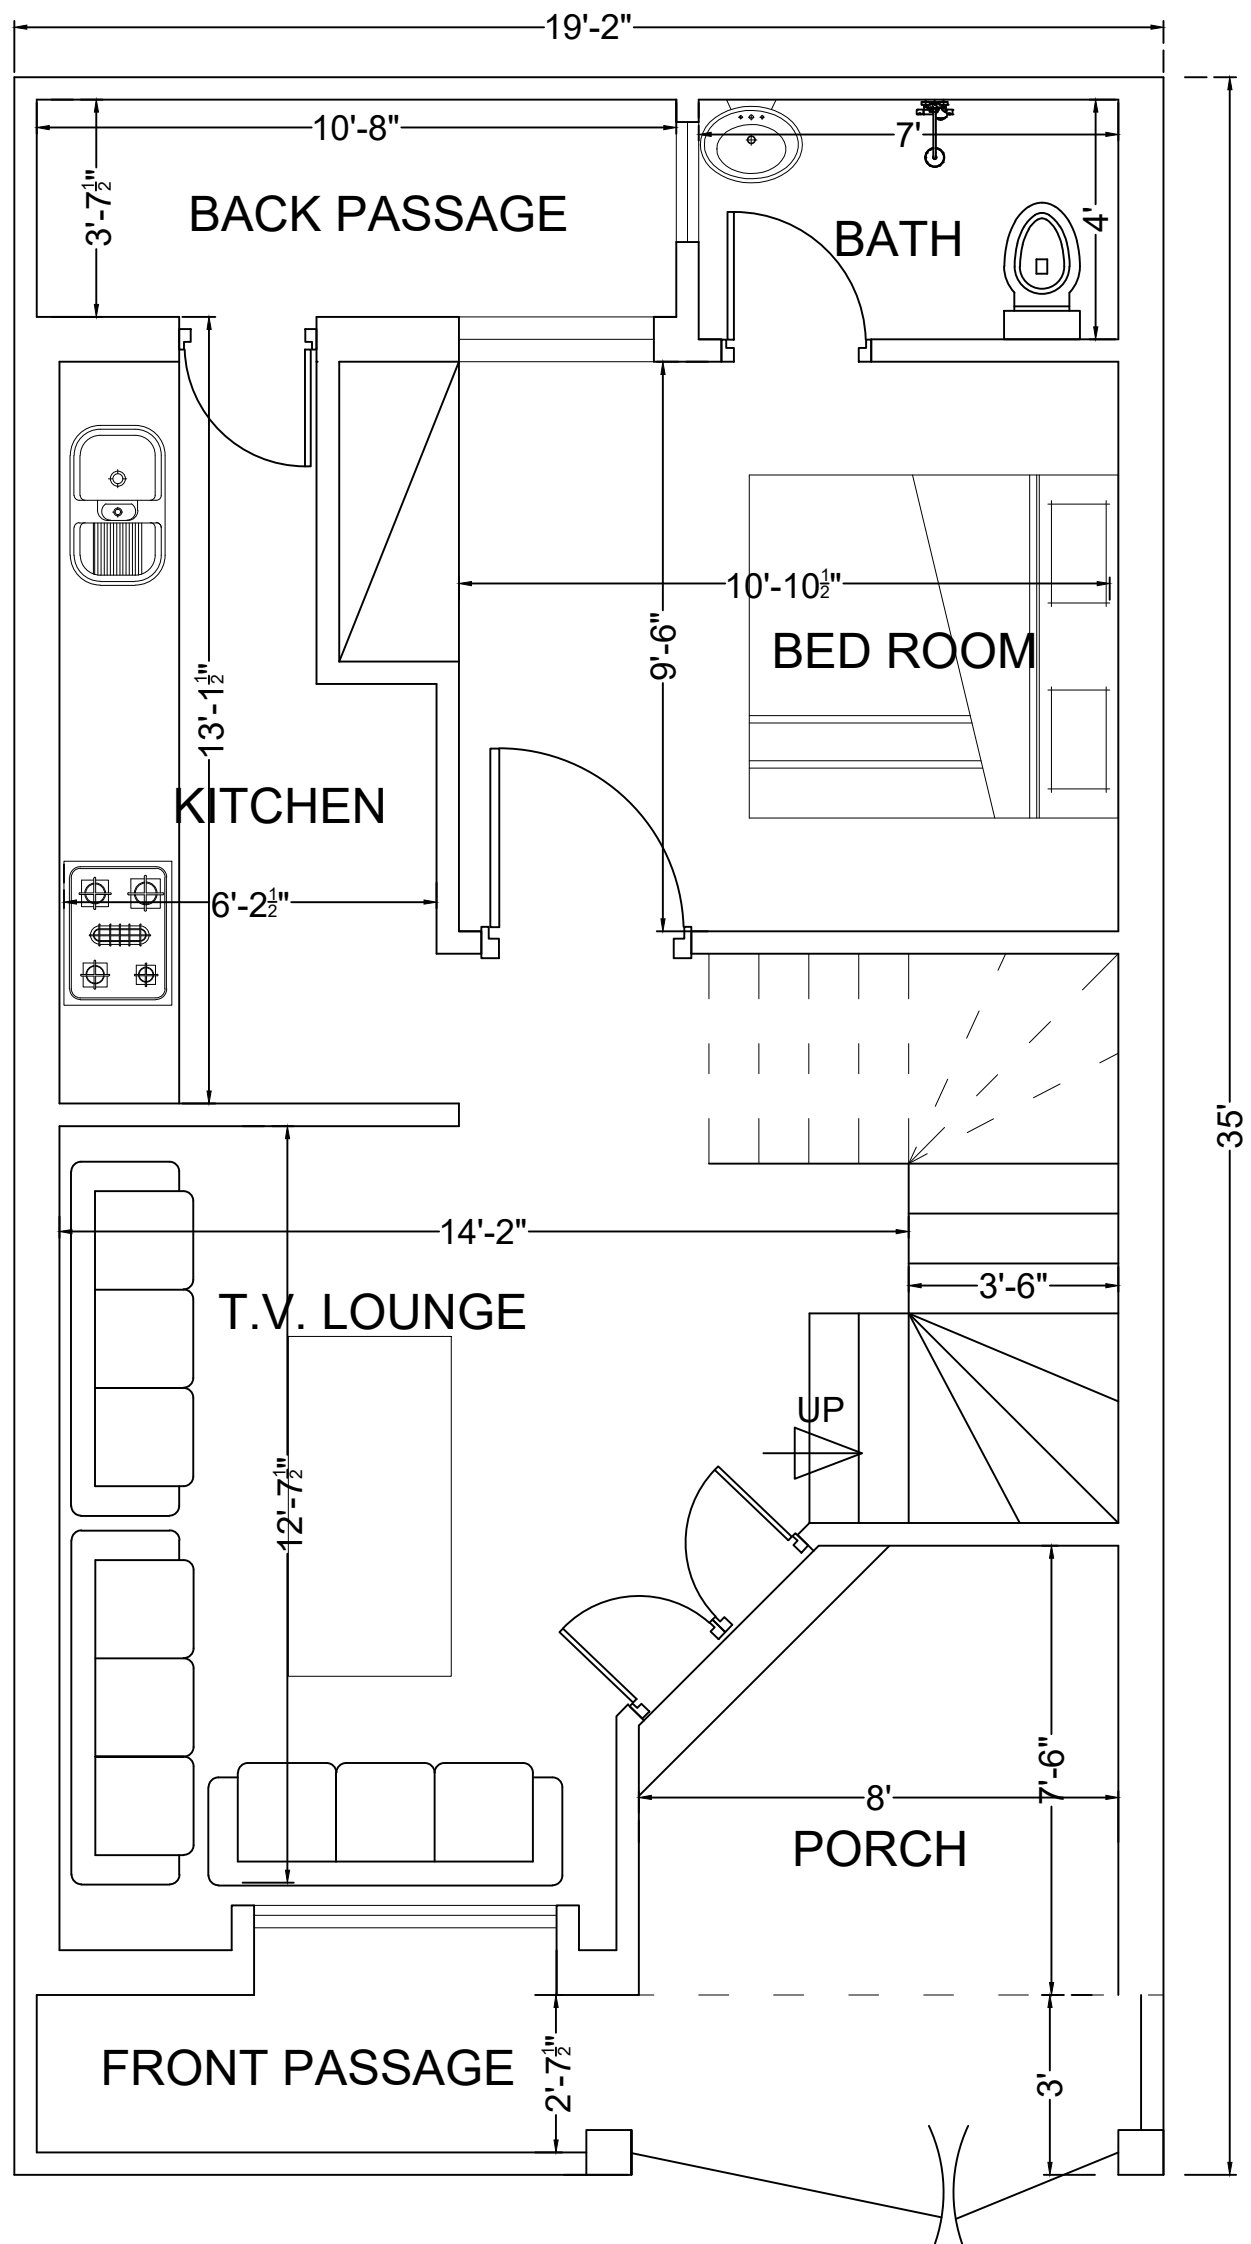 19'-2"
10'-8"
7'
3'-7½"
BACK PASSAGE
BATH
4'
10'-10½"
9'-6"
BED ROOM
13'-1½"
KITCHEN
6'-2½"
35'
14'-2"
3'-6"
T.V. LOUNGE
UP
12'-7½"
7'-6"
8'
PORCH
FRONT PASSAGE
2'-7½"
3'